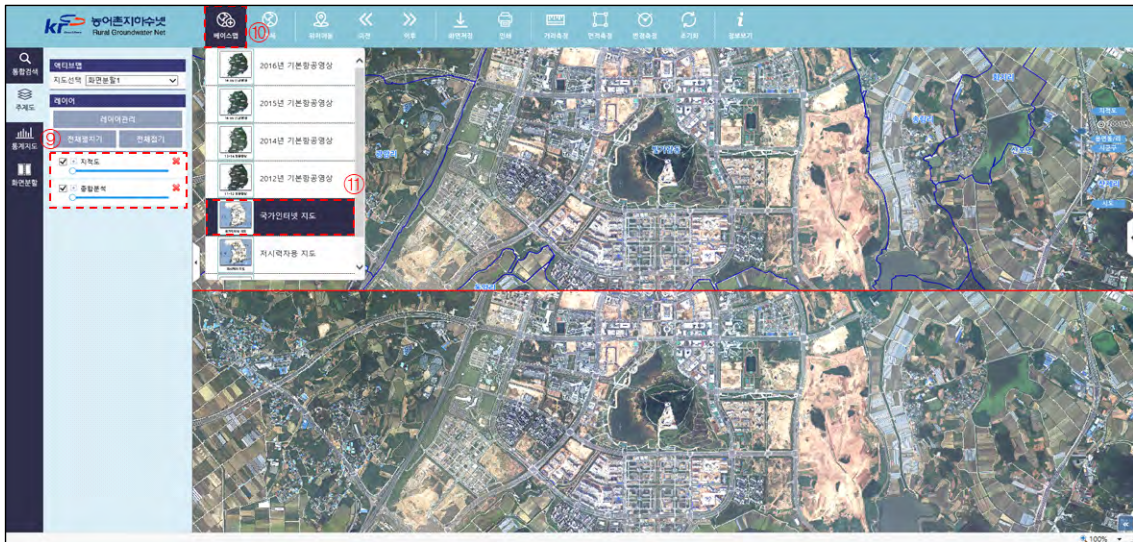 농어촌지하수넷
Rural Groundwater Net
베이스맵
⑩
위치이동
이전
이후
화면저장
인쇄
거리측정
면적측정
반경측정
초기화
정보보기
통합검색
주제도
통계지도
화면분할
액티브맵
지도선택
화면분할1
레이어
레이어관리
⑨
전체펼치기
전체접기
지적도
종합분석
2016년 기본항공영상
2015년 기본항공영상
2014년 기본항공영상
2012년 기본항공영상
⑪
국가인터넷 지도
저시력자용 지도
지적도
시군구
시도
100%